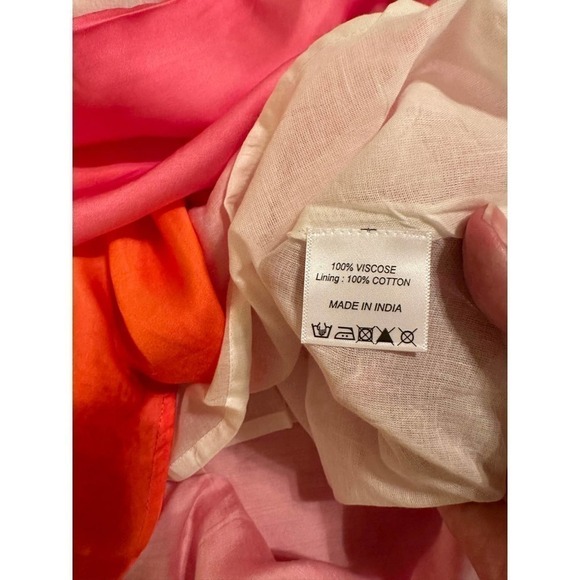 100% VISCOSE
Lining : 100% COTTON
MADE IN INDIA